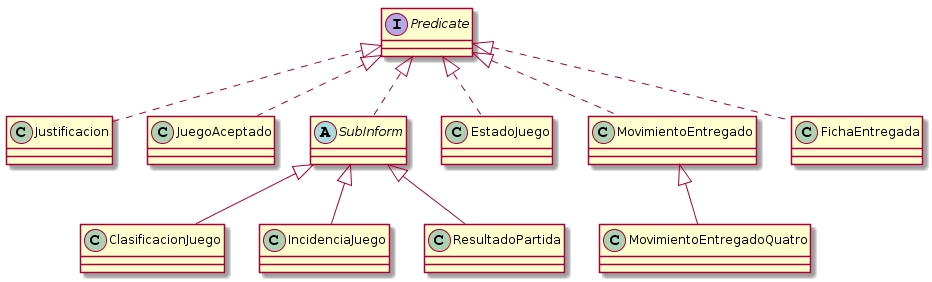 I Predicate
C Justificacion
C JuegoAceptado
A SubInform
C EstadoJuego
C MovimientoEntregado
C FichaEntregada
C ClasificacionJuego
C IncidenciaJuego
C ResultadoPartida
C MovimientoEntregadoQuatro